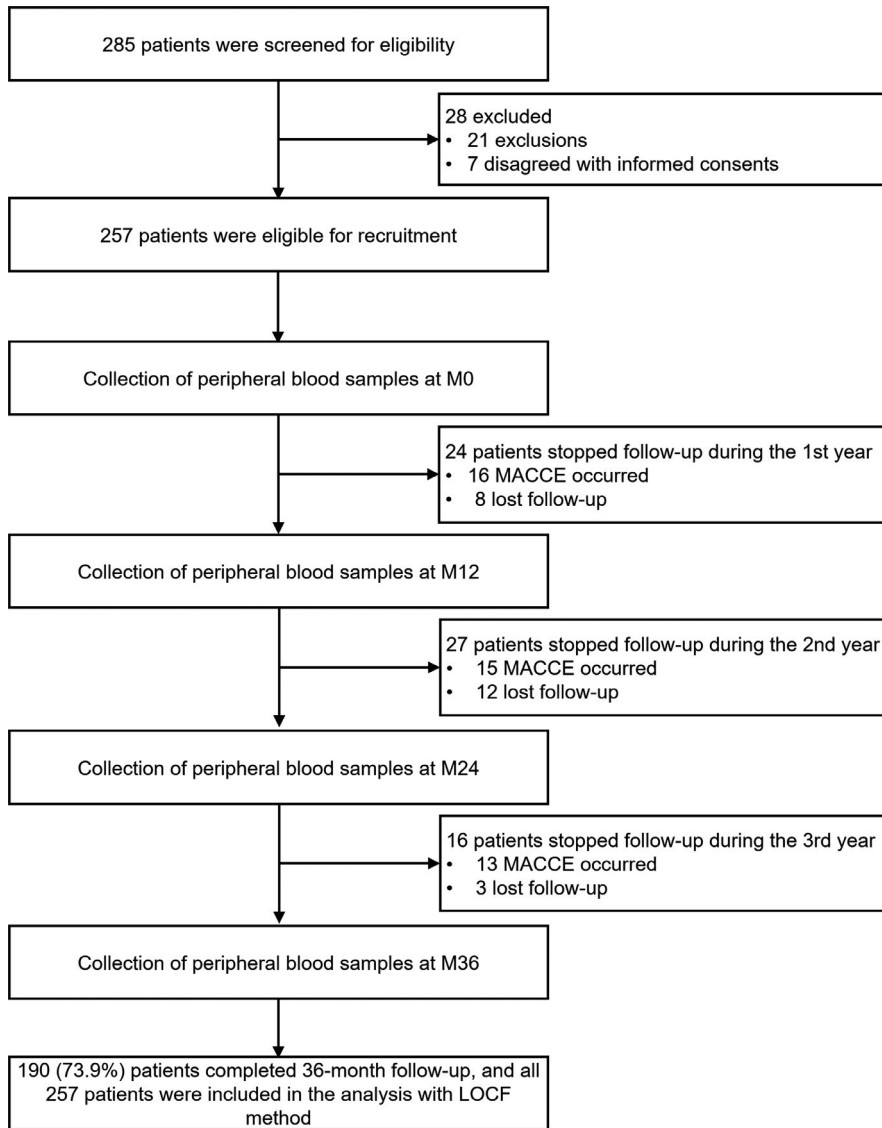 285 patients were screened for eligibility
28 excluded
• 21 exclusions
• 7 disagreed with informed consents
257 patients were eligible for recruitment
Collection of peripheral blood samples at M0
24 patients stopped follow-up during the 1st year
• 16 MACCE occurred
• 8 lost follow-up
Collection of peripheral blood samples at M12
27 patients stopped follow-up during the 2nd year
• 15 MACCE occurred
• 12 lost follow-up
Collection of peripheral blood samples at M24
16 patients stopped follow-up during the 3rd year
• 13 MACCE occurred
• 3 lost follow-up
Collection of peripheral blood samples at M36
190 (73.9%) patients completed 36-month follow-up, and all
257 patients were included in the analysis with LOCF
method